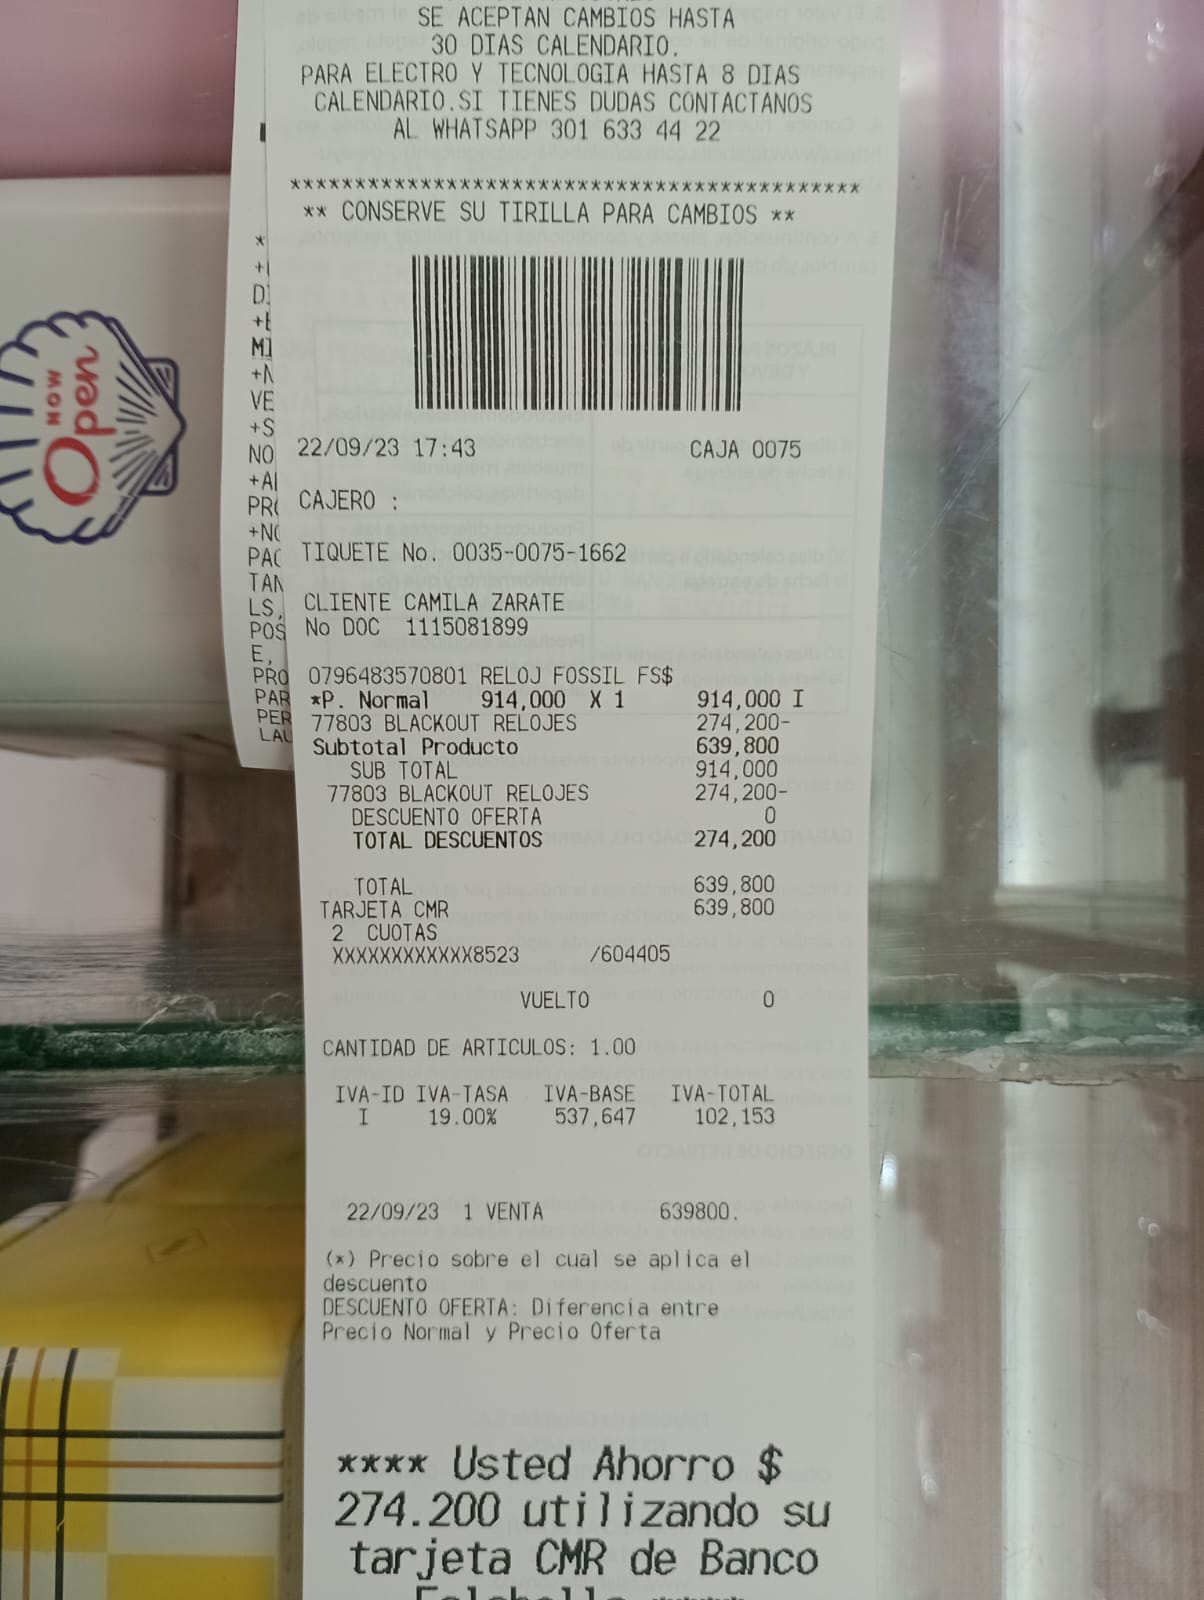 SE ACEPTAN CAMBIOS HASTA
30 DIAS CALENDARIO.
PARA ELECTRO Y TECNOLOGIA HASTA 8 DIAS
CALENDARIO.SI TIENES DUDAS CONTACTANOS
AL WHATSAPP 301 633 44 22
********************************************
** CONSERVE SU TIRILLA PARA CAMBIOS **
22/09/23 17:43 CAJA 0075
CAJERO :
TIQUETE No. 0035-0075-1662
CLIENTE CAMILA ZARATE
No DOC 1115081899
0796483570801 RELOJ FOSSIL FS$
*P. Normal 914,000 X 1 914,000 I
77803 BLACKOUT RELOJES 274,200-
Subtotal Producto 639,800
SUB TOTAL 914,000
77803 BLACKOUT RELOJES 274,200-
DESCUENTO OFERTA 0
TOTAL DESCUENTOS 274,200
TOTAL 639,800
TARJETA CMR 639,800
2 CUOTAS
XXXXXXXXXXXX8523 /604405
VUELTO 0
CANTIDAD DE ARTICULOS: 1.00
IVA-ID IVA-TASA IVA-BASE IVA-TOTAL
I 19.00% 537,647 102,153
22/09/23 1 VENTA 639800.
(*) Precio sobre el cual se aplica el
descuento
DESCUENTO OFERTA: Diferencia entre
Precio Normal y Precio Oferta
**** Usted Ahorro $
274.200 utilizando su
tarjeta CMR de Banco
NOW
Open